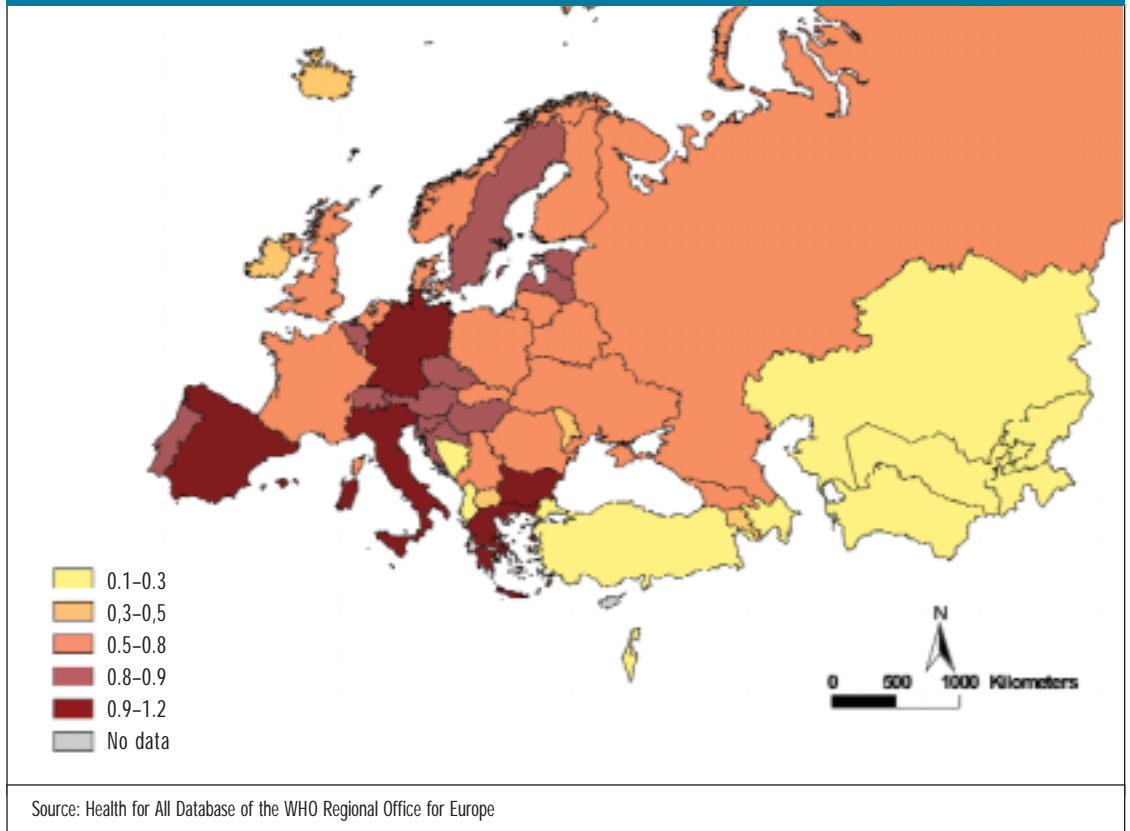 0.1–0.3
0,3–0,5
0.5–0.8
0.8–0.9
0.9–1.2
No data
N
0 500 1000 Kilometers
Source: Health for All Database of the WHO Regional Office for Europe